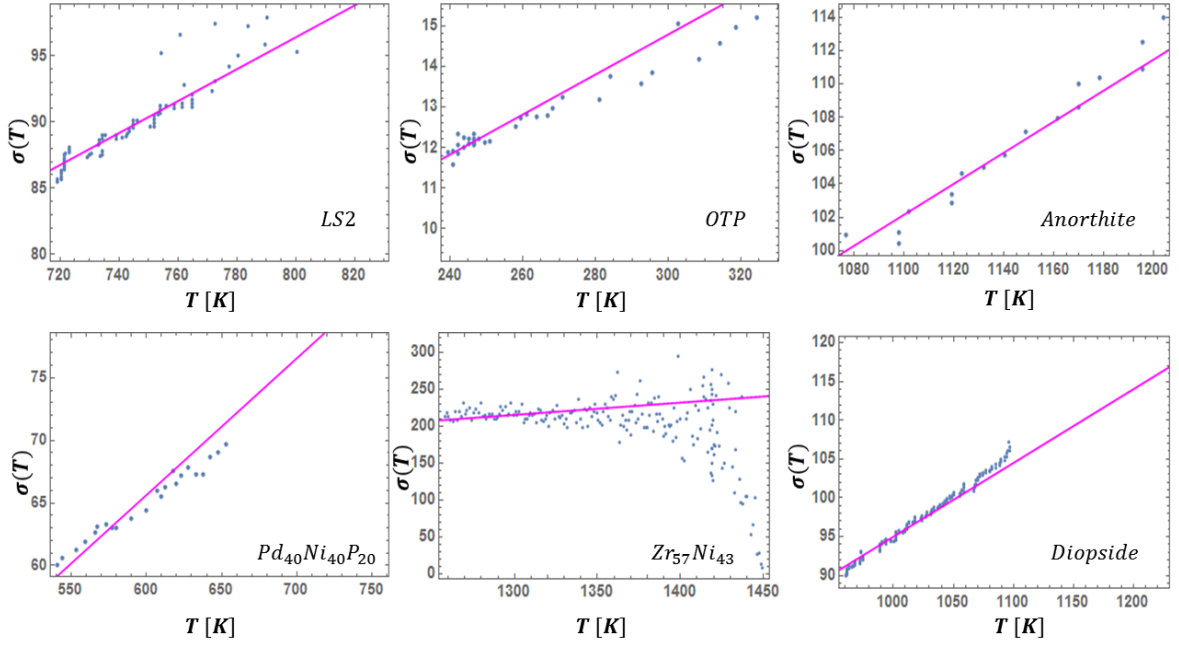 95
90
85
80
σ(T)
LS2
720 740 760 780 800 820
T [K]
15
14
13
12
11
10
σ(T)
OTP
240 260 280 300 320
T [K]
114
112
110
108
106
104
102
100
σ(T)
Anorthite
1080 1100 1120 1140 1160 1180 1200
T [K]
75
70
65
60
σ(T)
Pd₄₀Ni₄₀P₂₀
550 600 650 700 750
T [K]
300
250
200
150
100
50
0
σ(T)
Zr₅₇Ni₄₃
1300 1350 1400 1450
T [K]
120
115
110
105
100
95
90
σ(T)
Diopside
1000 1050 1100 1150 1200
T [K]